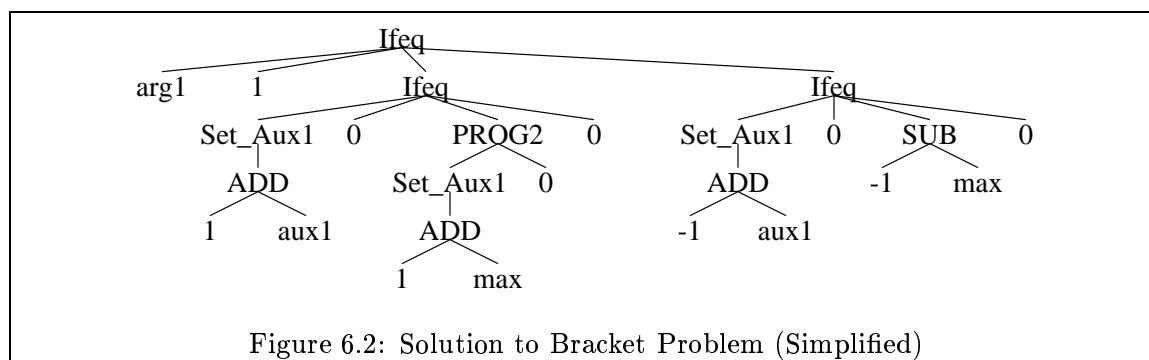 Ifeq
arg1 1 Ifeq Ifeq
Set_Aux1 0 PROG2 0 Set_Aux1 0 SUB 0
ADD Set_Aux1 0 ADD -1 max
1 aux1 ADD -1 aux1
1 max
Figure 6.2: Solution to Bracket Problem (Simplified)